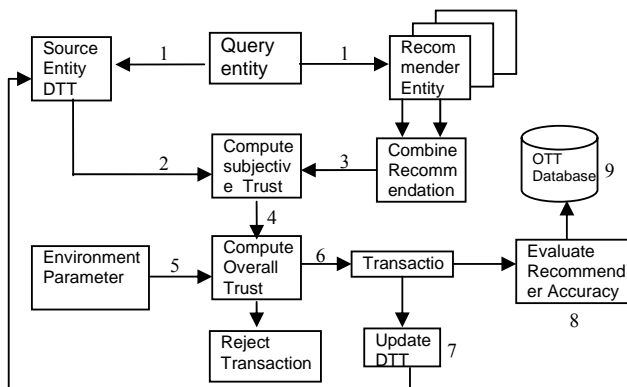 Source
Entity
DTT
1
Query
entity
1
Recom
mender
Entity
2
Compute
subjectiv
e Trust
3
Combine
Recomm
endation
OTT
Database
9
4
Environment
Parameter
5
Compute
Overall
Trust
6
Transactio
Evaluate
Recommend
er Accuracy
8
Reject
Transaction
Update
DTT
7